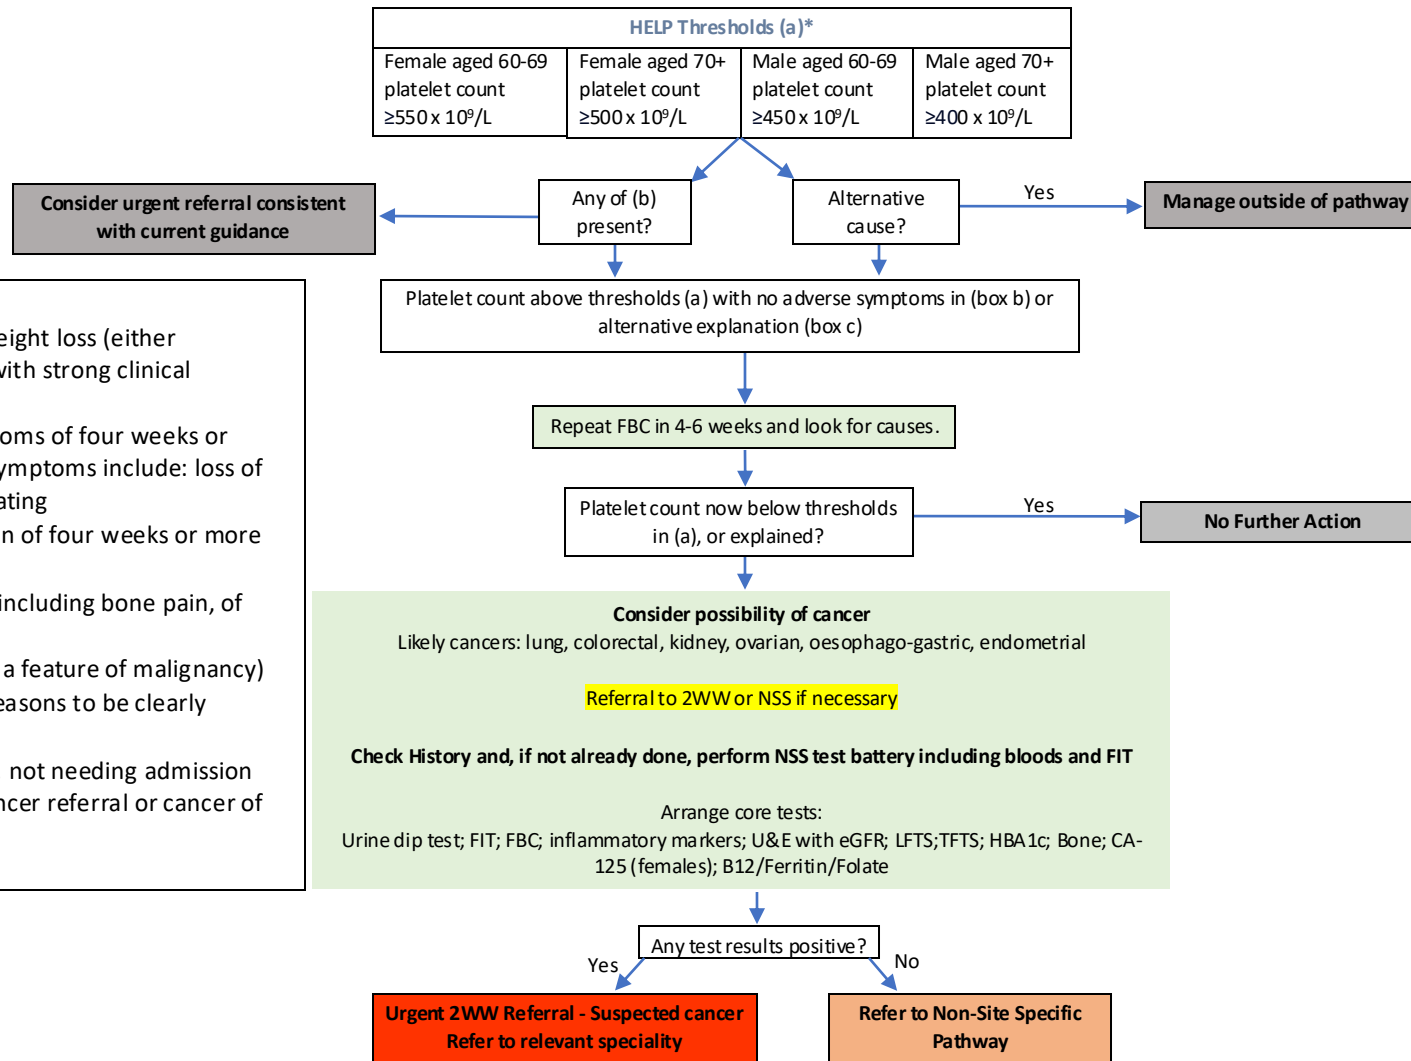 HELP Thresholds (a)*
Female aged 60-69
platelet count
≥550 x 10⁹/L
Female aged 70+
platelet count
≥500 x 10⁹/L
Male aged 60-69
platelet count
≥450 x 10⁹/L
Male aged 70+
platelet count
≥400 x 10⁹/L
Consider urgent referral consistent
with current guidance
Any of (b)
present?
Alternative
cause?
Yes
Manage outside of pathway
Platelet count above thresholds (a) with no adverse symptoms in (box b) or
alternative explanation (box c)
eight loss (either
with strong clinical
oms of four weeks or
ymptoms include: loss of
ating
n of four weeks or more
including bone pain, of
a feature of malignancy)
easons to be clearly
not needing admission
ncer referral or cancer of
Repeat FBC in 4-6 weeks and look for causes.
Platelet count now below thresholds
in (a), or explained?
Yes
No Further Action
Consider possibility of cancer
Likely cancers: lung, colorectal, kidney, ovarian, oesophago-gastric, endometrial
Referral to 2WW or NSS if necessary
Check History and, if not already done, perform NSS test battery including bloods and FIT
Arrange core tests:
Urine dip test; FIT; FBC; inflammatory markers; U&E with eGFR; LFTS;TFTS; HBA1c; Bone; CA-
125 (females); B12/Ferritin/Folate
Any test results positive?
Yes
No
Urgent 2WW Referral - Suspected cancer
Refer to relevant speciality
Refer to Non-Site Specific
Pathway